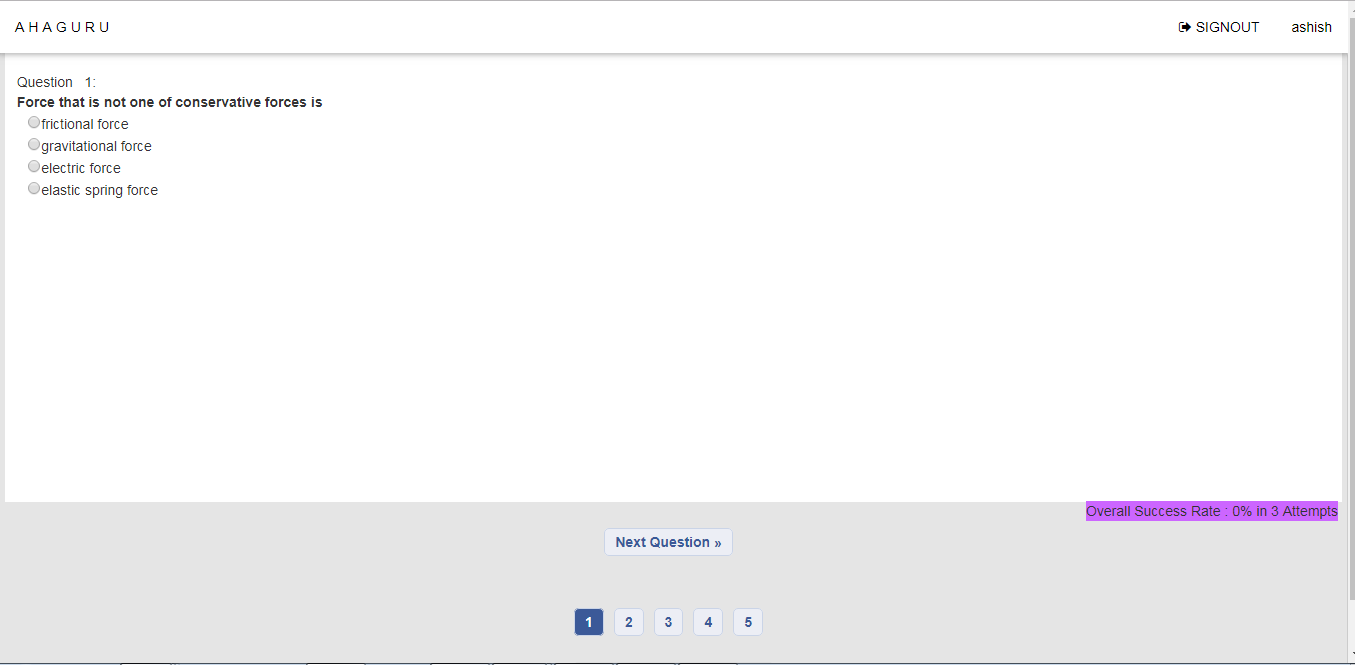 A H A G U R U
SIGNOUT
ashish
Question 1:
Force that is not one of conservative forces is
frictional force
gravitational force
electric force
elastic spring force
Overall Success Rate : 0% in 3 Attempts
Next Question »
1 2 3 4 5